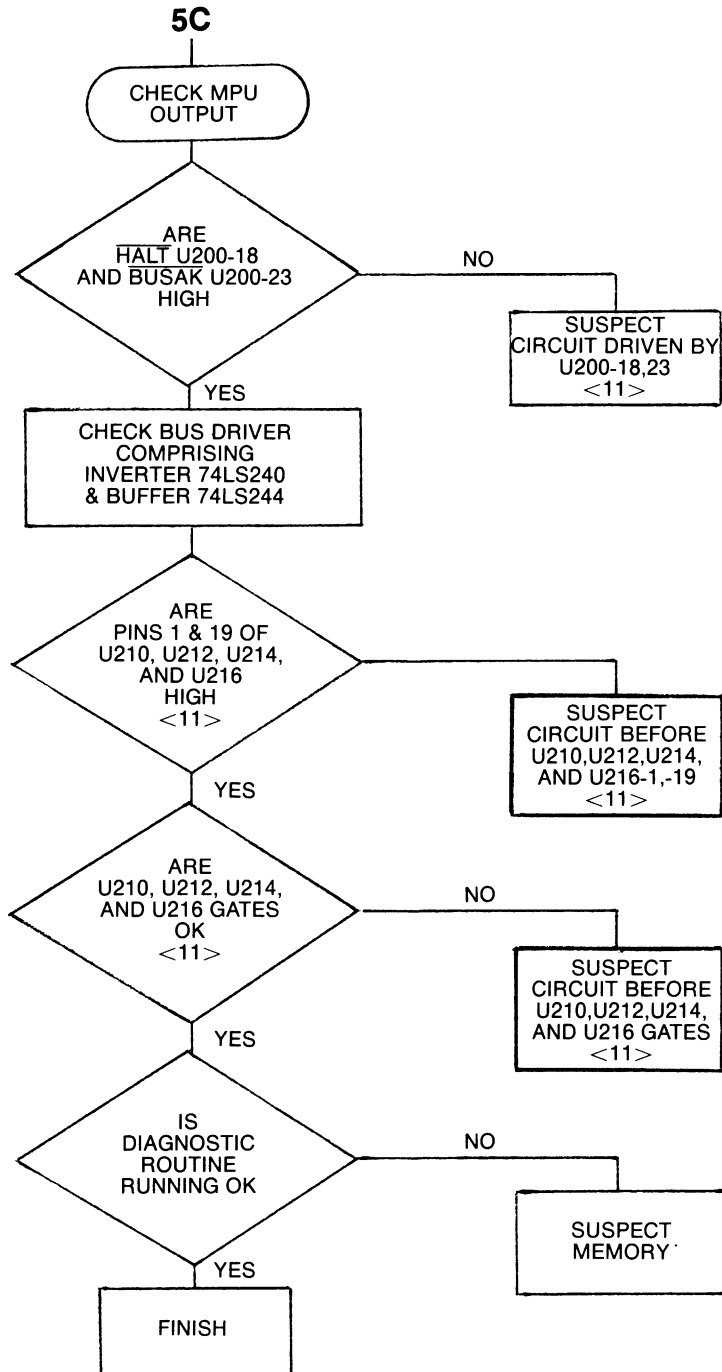 5C
CHECK MPU
OUTPUT
ARE
HALT U200-18
AND BUSAK U200-23
HIGH
NO
SUSPECT
CIRCUIT DRIVEN BY
U200-18,23
<11>
YES
CHECK BUS DRIVER
COMPRISING
INVERTER 74LS240
& BUFFER 74LS244
ARE
PINS 1 & 19 OF
U210, U212, U214,
AND U216
HIGH
<11>
SUSPECT
CIRCUIT BEFORE
U210,U212,U214,
AND U216-1,-19
<11>
YES
ARE
U210, U212, U214,
AND U216 GATES
OK
<11>
NO
SUSPECT
CIRCUIT BEFORE
U210,U212,U214,
AND U216 GATES
<11>
YES
IS
DIAGNOSTIC
ROUTINE
RUNNING OK
NO
SUSPECT
MEMORY
YES
FINISH